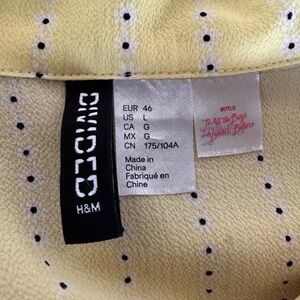 DIVIDED
H&M
EUR 46
US L
CA G
MX G
CN 175/104A
Made in
China
Fabriqué en
Chine
NETFLIX
To All the Boys
I've Loved Before